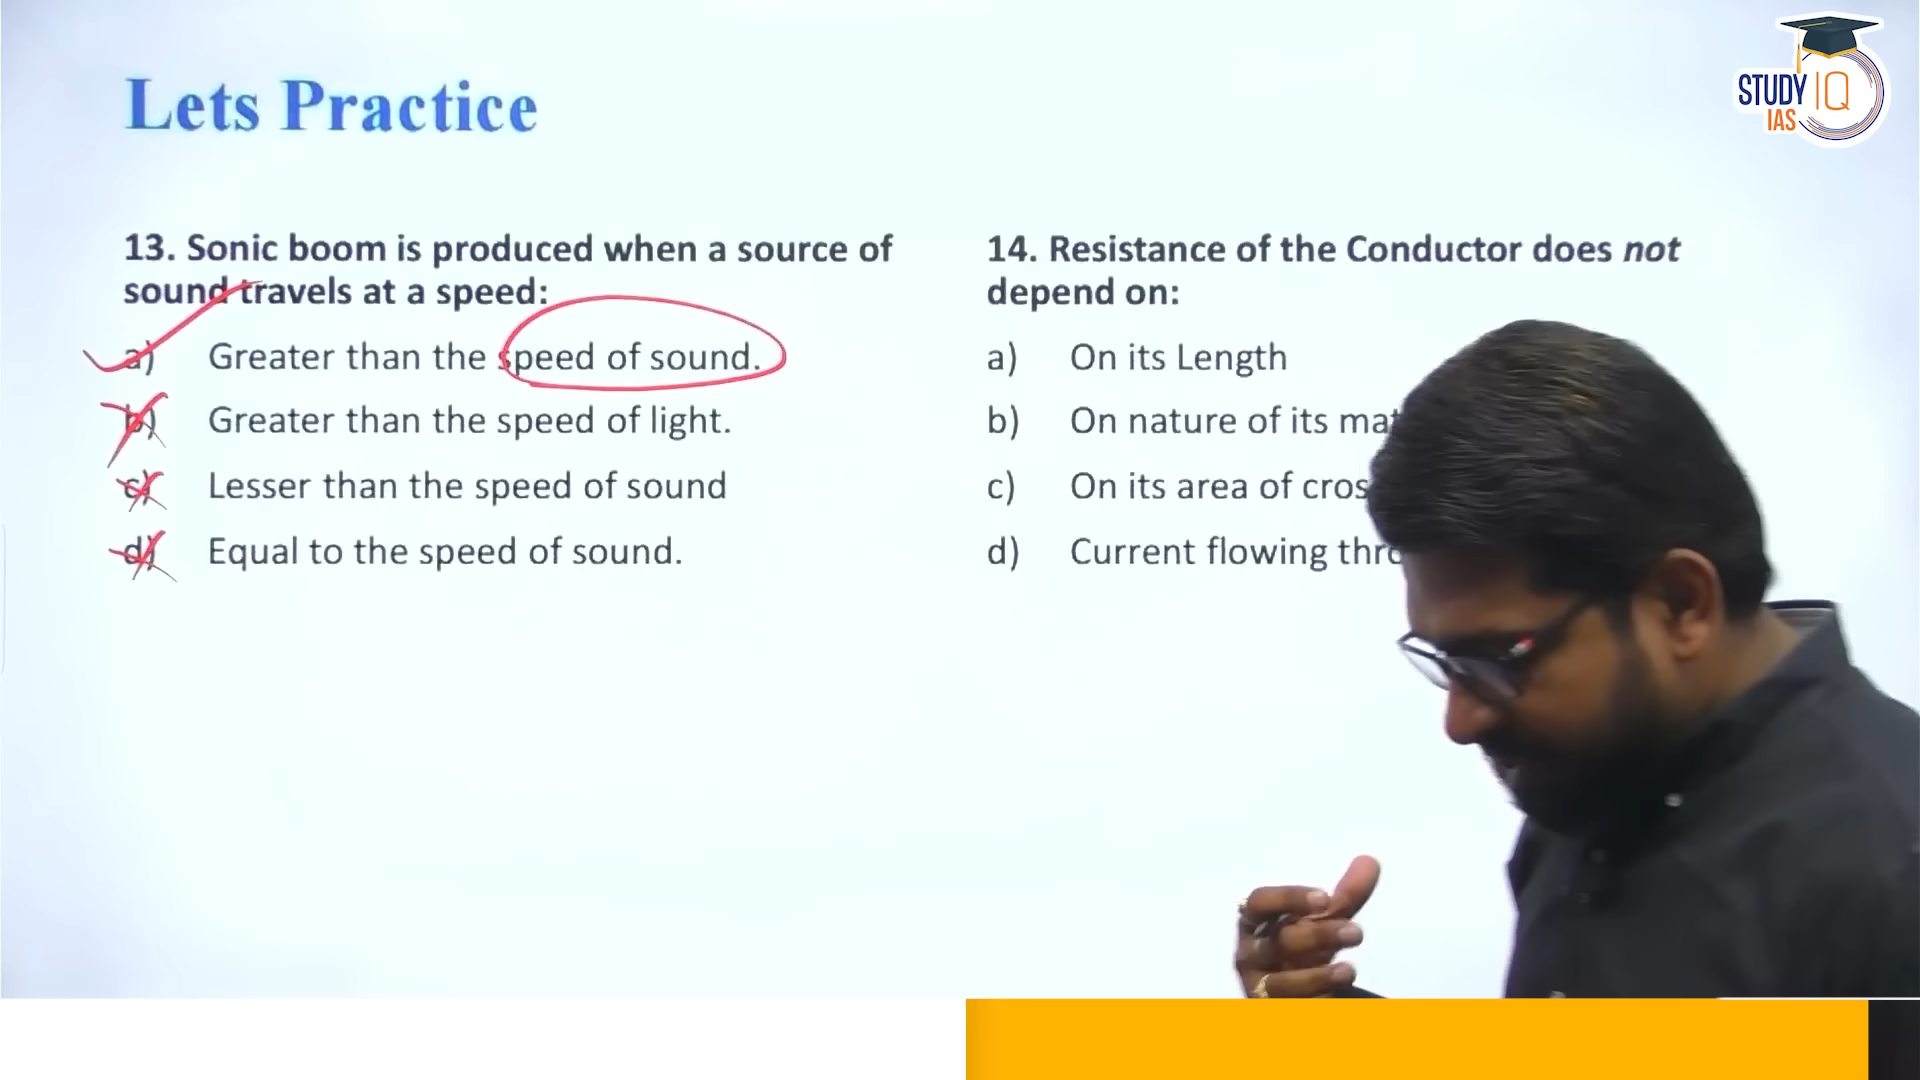 Lets Practice
STUDY IQ
IAS
13. Sonic boom is produced when a source of
sound travels at a speed:
a) Greater than the speed of sound.
b) Greater than the speed of light.
c) Lesser than the speed of sound
d) Equal to the speed of sound.
14. Resistance of the Conductor does not
depend on:
a) On its Length
b) On nature of its
c) On its area of
d) Current flowing